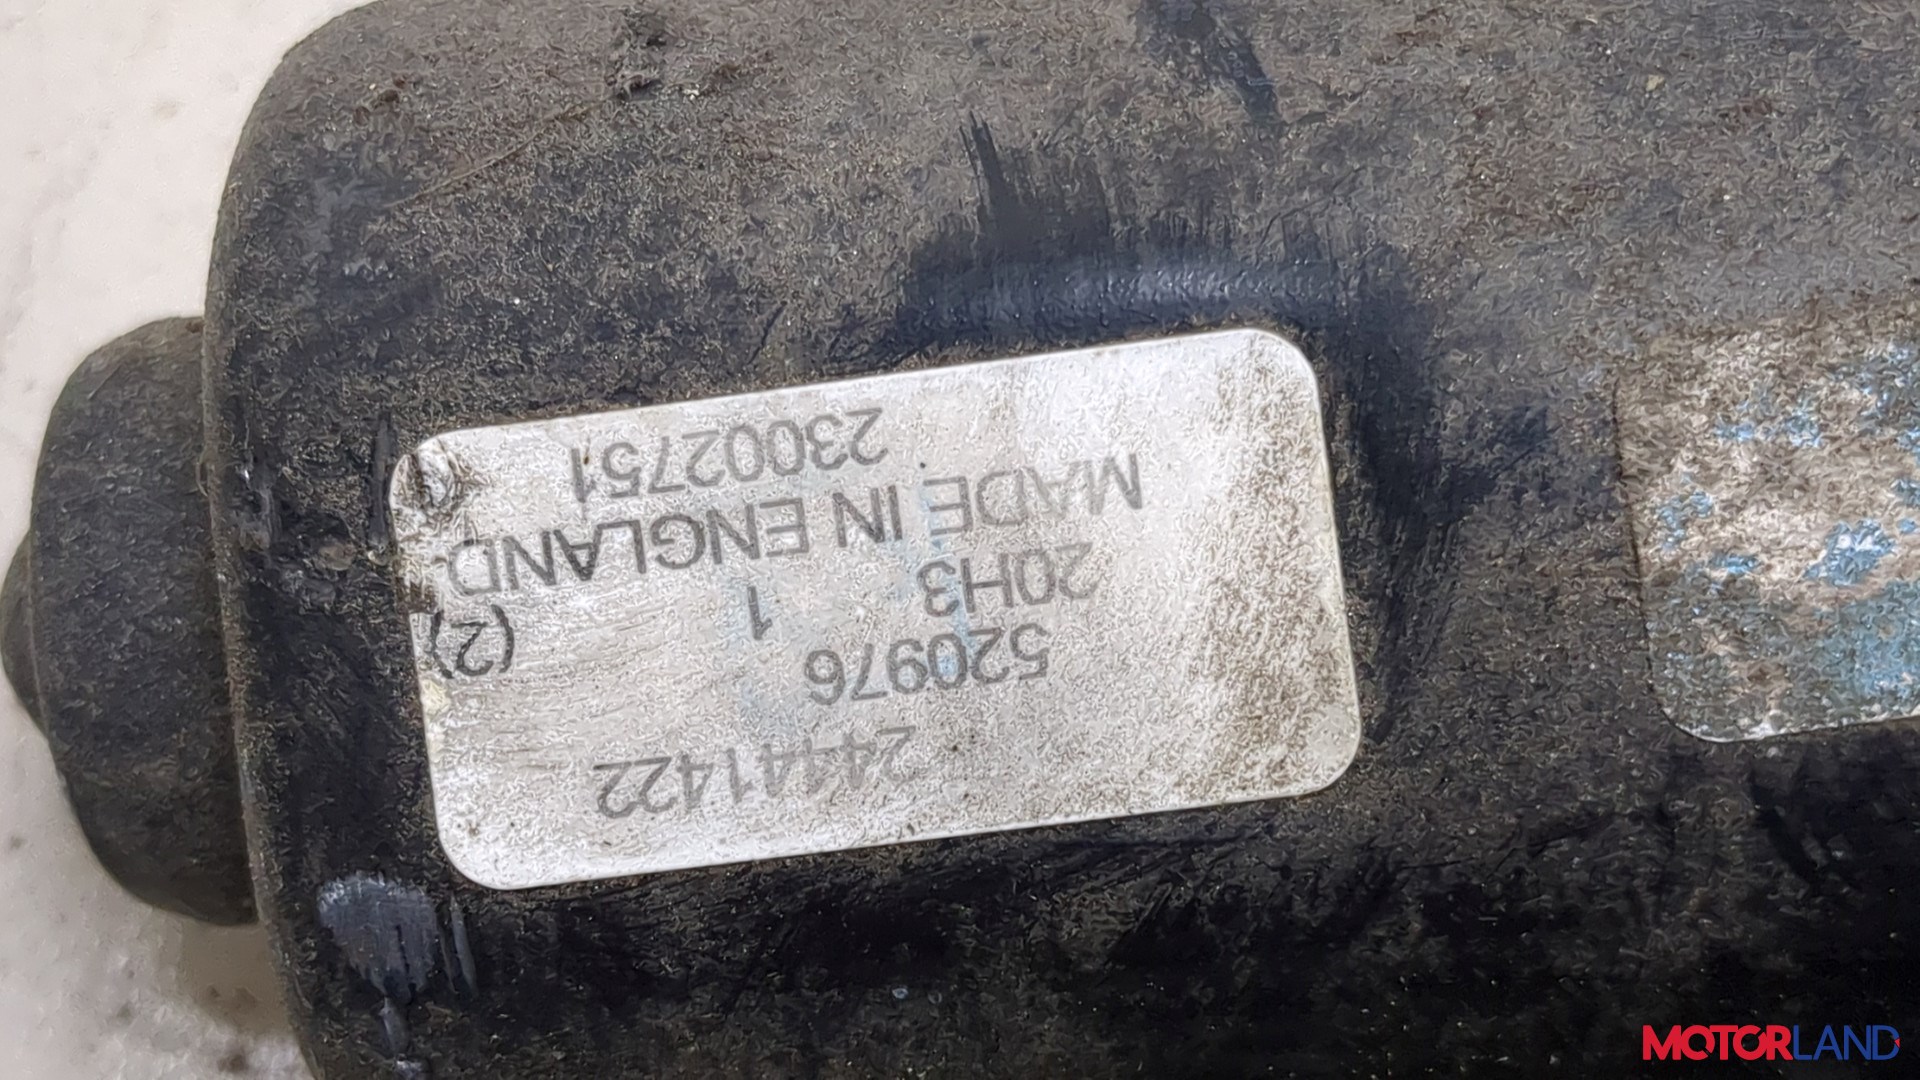 24441422
520976
20H3 1 (2)
MADE IN ENGLAND
23002751
MOTORLAND